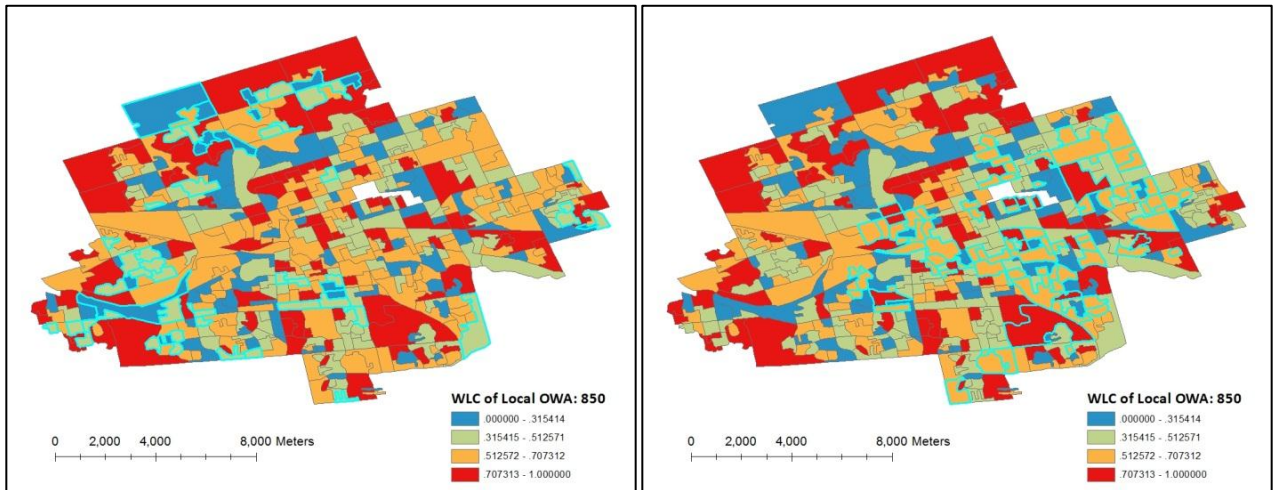 WLC of Local OWA: 850
.000000 - .315414
.315415 - .512571
.512572 - .707312
.707313 - 1.000000
0 2,000 4,000 8,000 Meters
WLC of Local OWA: 850
.000000 - .315414
.315415 - .512571
.512572 - .707312
.707313 - 1.000000
0 2,000 4,000 8,000 Meters